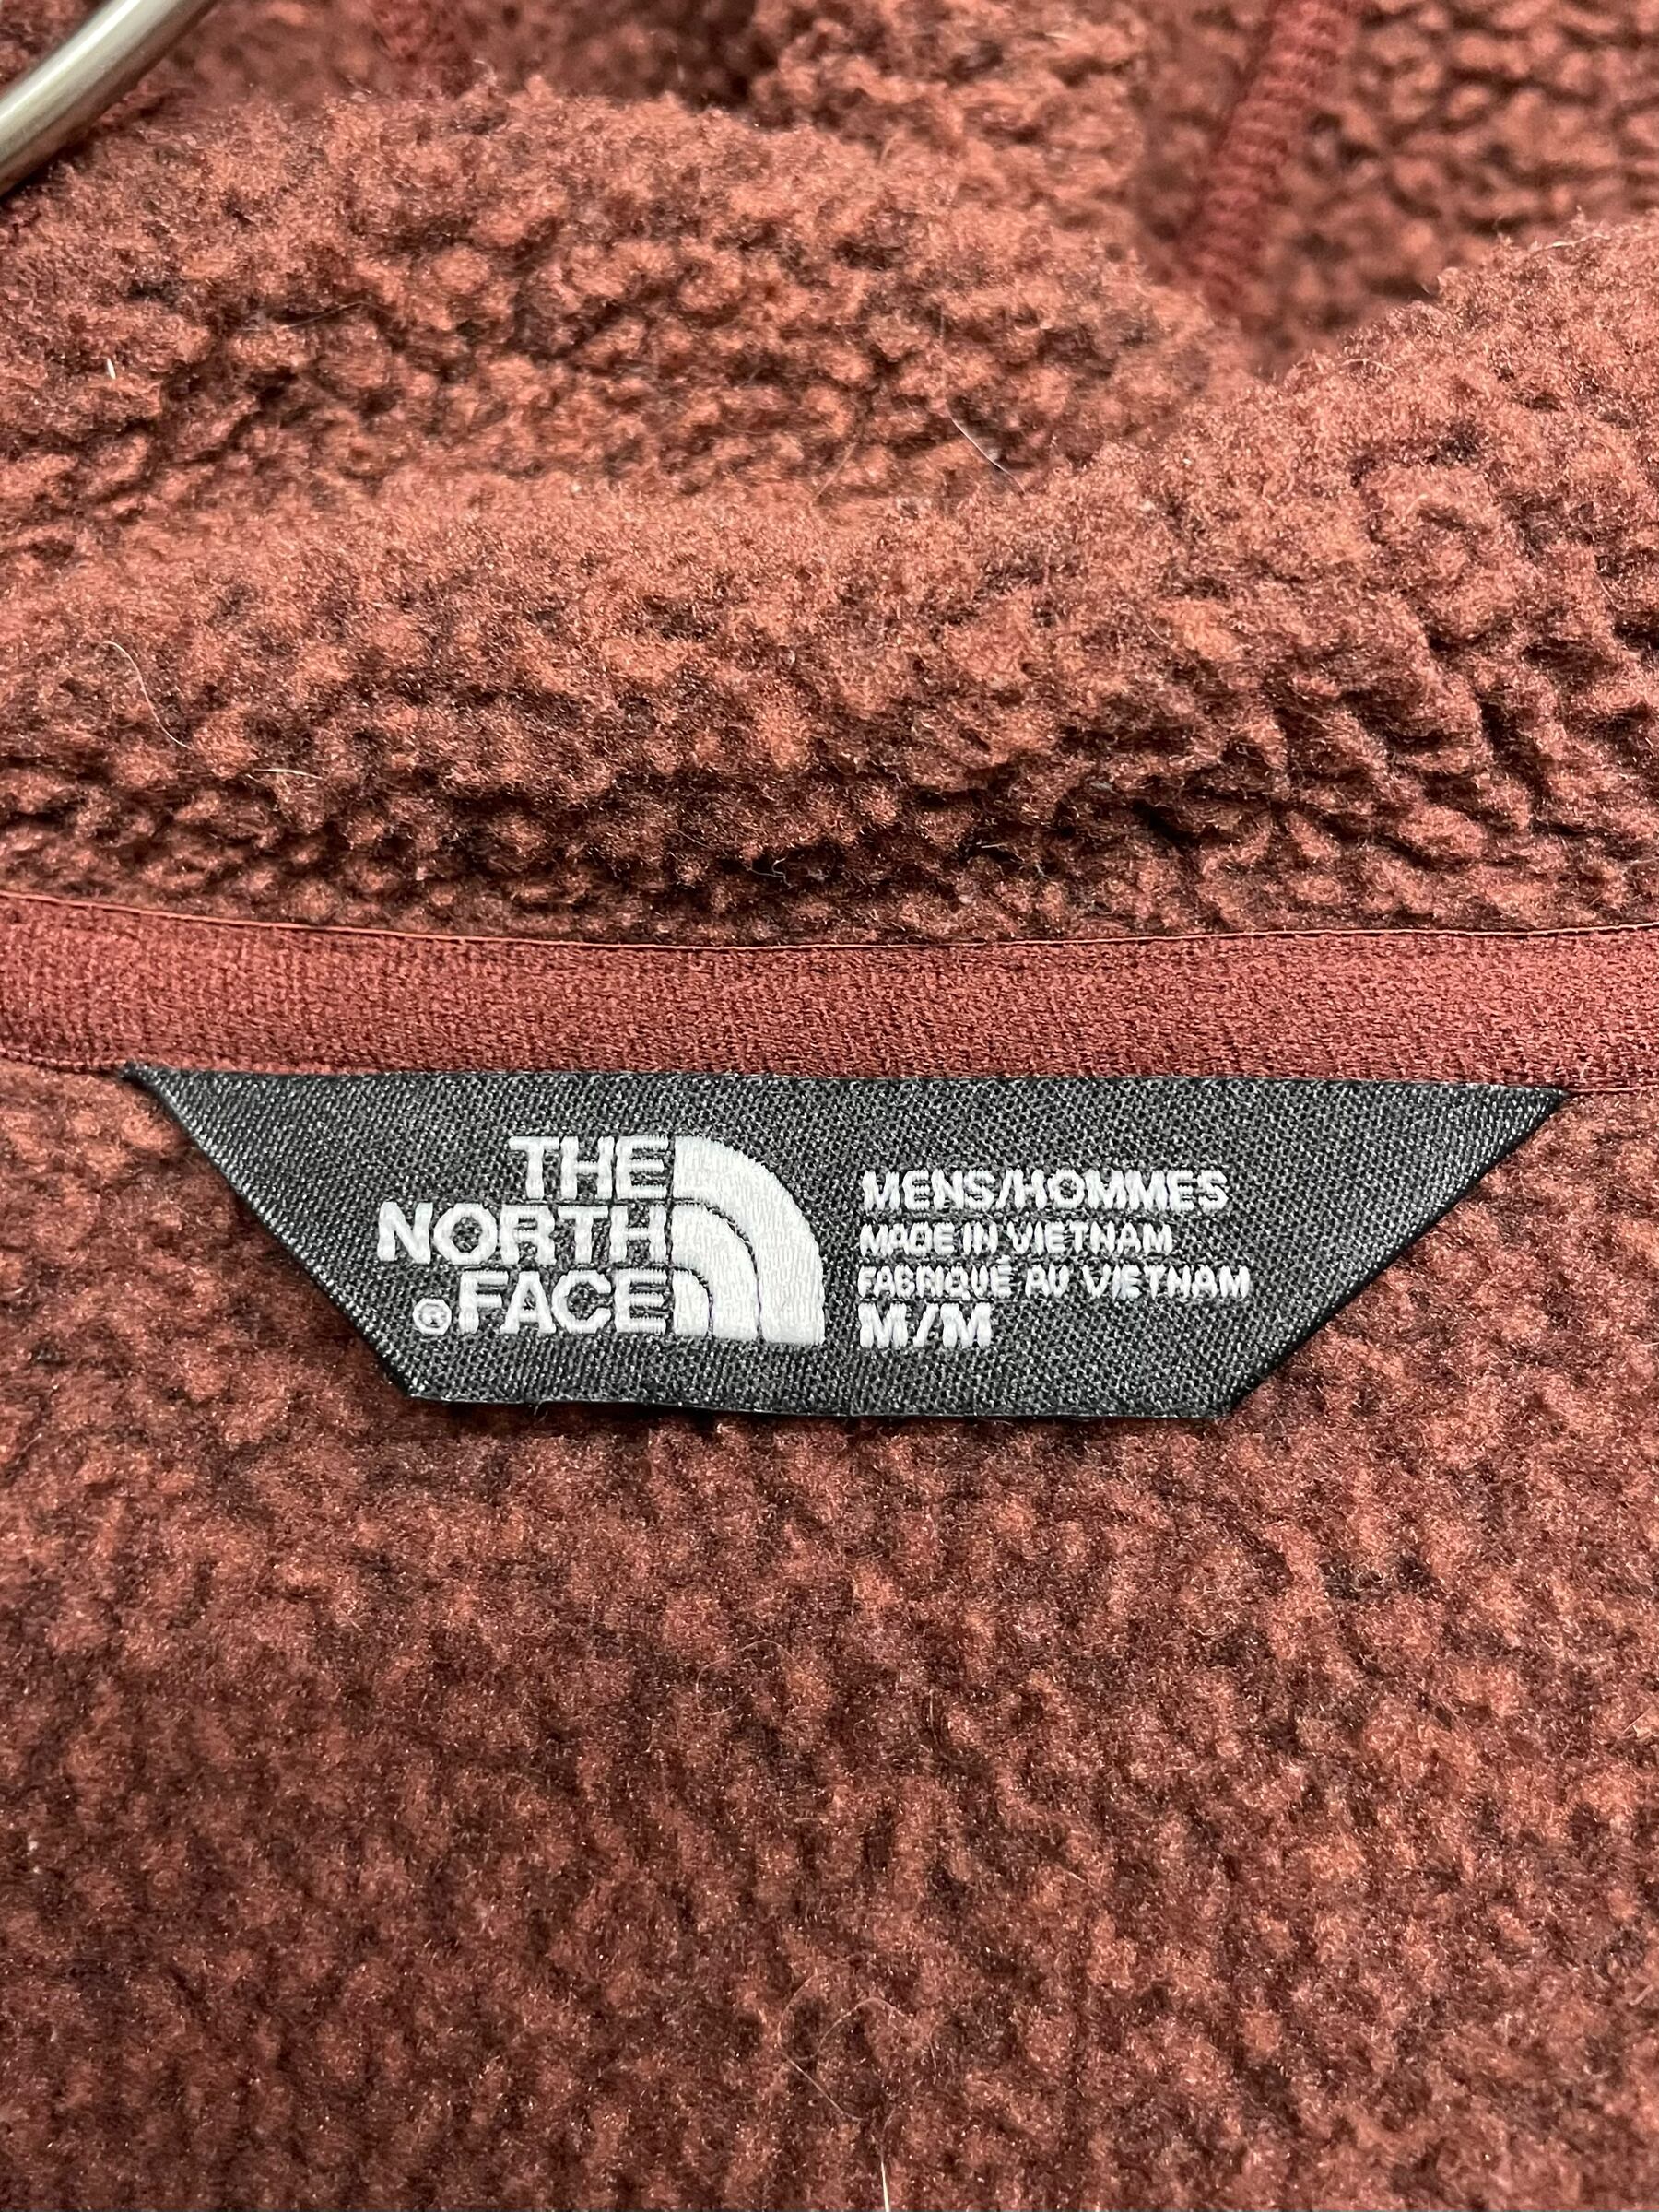 THE
NORTH
®FACE
MENS/HOMMES
MADE IN VIETNAM
FABRIQUÉ AU VIETNAM
M/M